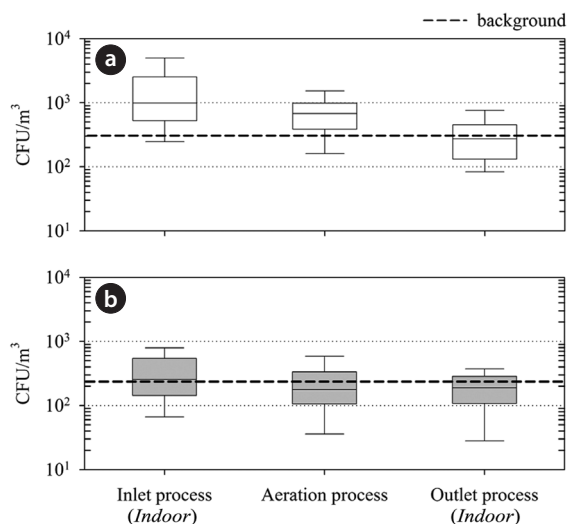 background
a
10⁴
10³
10²
10¹
CFU/m³
b
10⁴
10³
10²
10¹
CFU/m³
Inlet process Aeration process Outlet process
(Indoor) (Indoor)